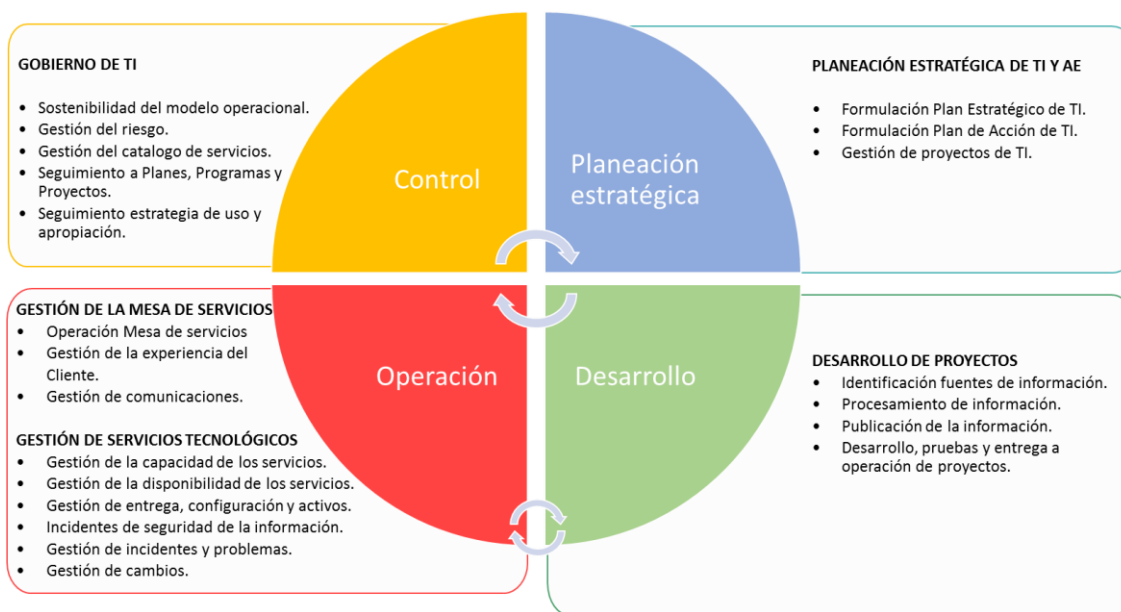 GOBIERNO DE TI
• Sostenibilidad del modelo operacional.
• Gestión del riesgo.
• Gestión del catalogo de servicios.
• Seguimiento a Planes, Programas y
Proyectos.
• Seguimiento estrategia de uso y
apropiación.
Control
Planeación
estratégica
PLANEACIÓN ESTRATÉGICA DE TI Y AE
• Formulación Plan Estratégico de TI.
• Formulación Plan de Acción de TI.
• Gestión de proyectos de TI.
GESTIÓN DE LA MESA DE SERVICIOS
• Operación Mesa de servicios
• Gestión de la experiencia del
Cliente.
• Gestión de comunicaciones.
GESTIÓN DE SERVICIOS TECNOLÓGICOS
• Gestión de la capacidad de los servicios.
• Gestión de la disponibilidad de los servicios.
• Gestión de entrega, configuración y activos.
• Incidentes de seguridad de la información.
• Gestión de incidentes y problemas.
• Gestión de cambios.
Operación
Desarrollo
DESARROLLO DE PROYECTOS
• Identificación fuentes de información.
• Procesamiento de información.
• Publicación de la información.
• Desarrollo, pruebas y entrega a
operación de proyectos.